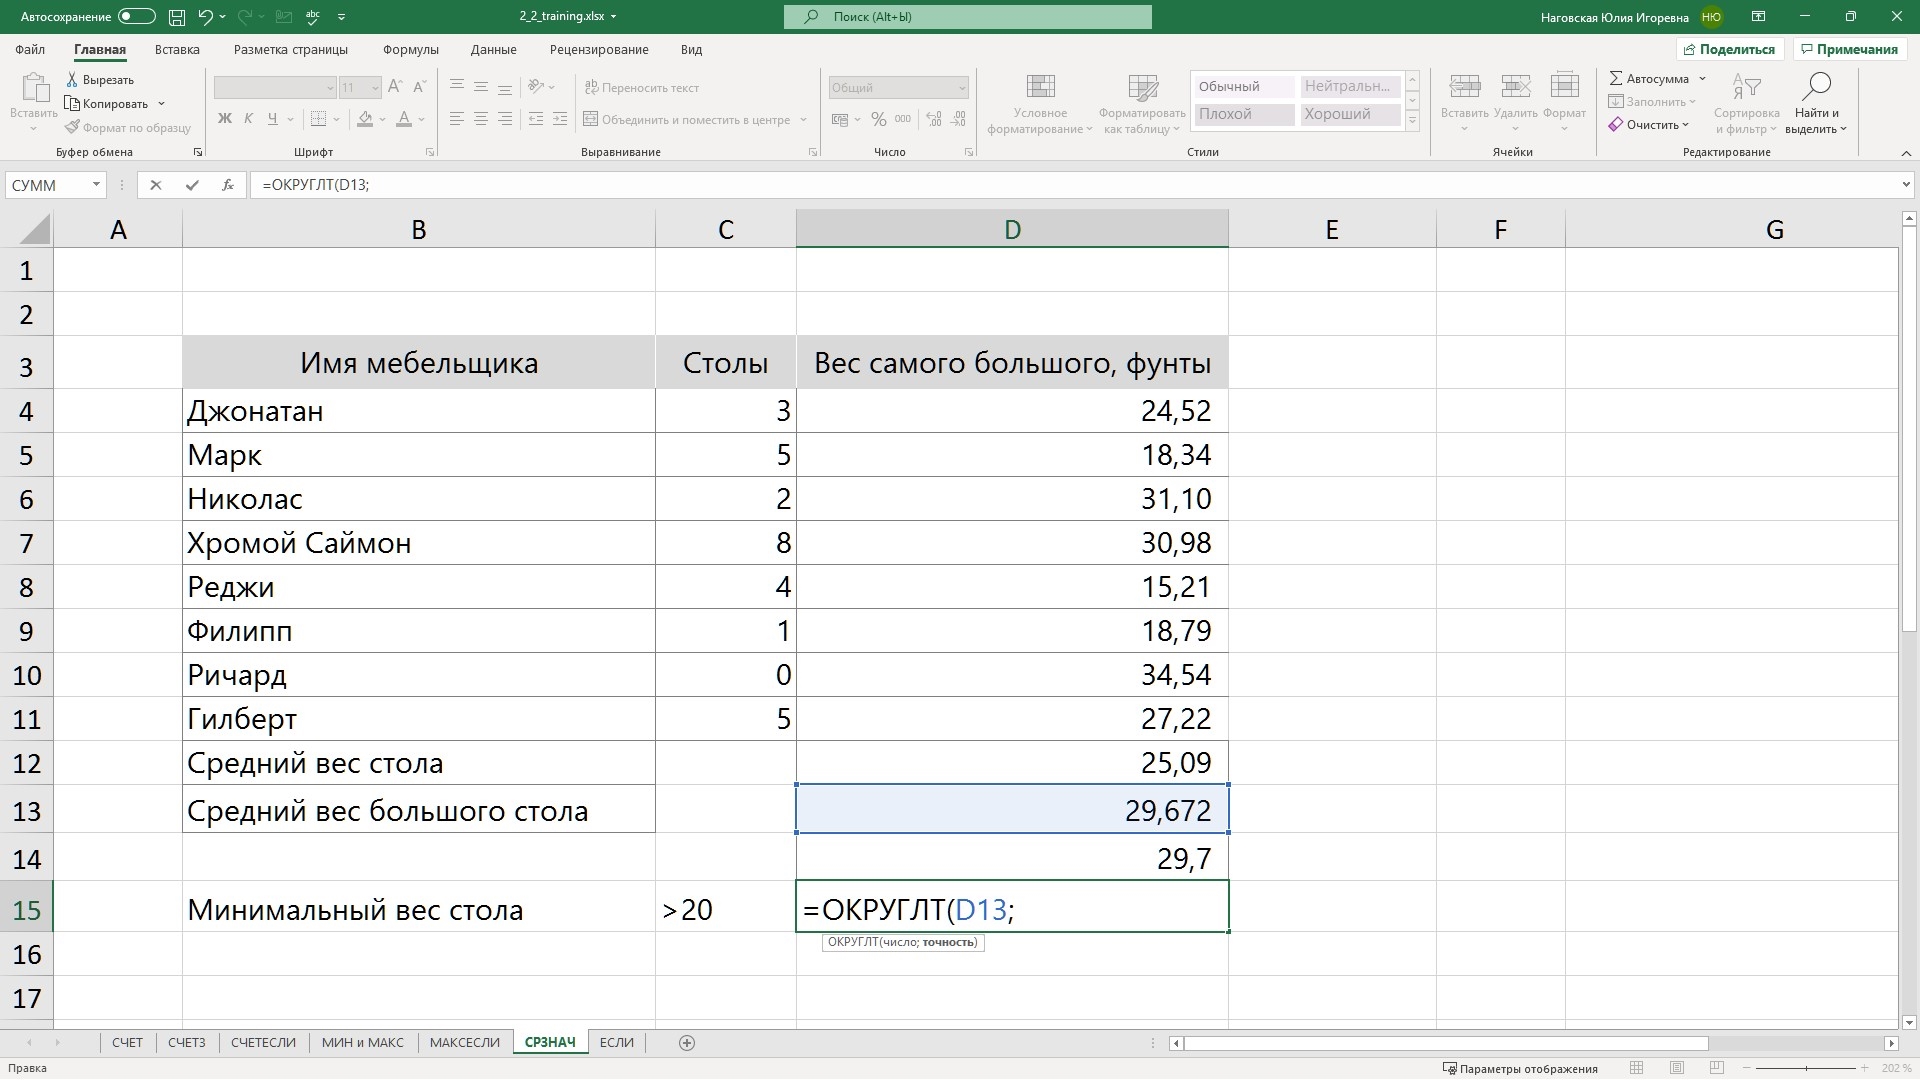 Автосохранение
abc
2_2_training.xlsx
Поиск (Alt+Ы)
Наговская Юлия Игоревна НЮ
Файл Главная Вставка Разметка страницы Формулы Данные Рецензирование Вид Поделиться Примечания
Вставить
Вырезать
Копировать
Формат по образцу
Буфер обмена
11
Ж К Ч А
Шрифт
Переносить текст
Объединить и поместить в центре
Выравнивание
Общий
% 000
Число
Условное форматирование
Форматировать как таблицу
Обычный Нейтральн...
Плохой Хороший
Стили
Вставить Удалить Формат
Ячейки
Автосумма
Заполнить
Очистить
Сортировка и фильтр
Найти и выделить
Редактирование
СУММ fx =ОКРУГЛТ(D13;
A B C D E F G
1
2
3 Имя мебельщика Столы Вес самого большого, фунты
4 Джонатан 3 24,52
5 Марк 5 18,34
6 Николас 2 31,10
7 Хромой Саймон 8 30,98
8 Реджи 4 15,21
9 Филипп 1 18,79
10 Ричард 0 34,54
11 Гилберт 5 27,22
12 Средний вес стола 25,09
13 Средний вес большого стола 29,672
14 29,7
15 Минимальный вес стола >20 =ОКРУГЛТ(D13;
ОКРУГЛТ(число; точность)
16
17
СЧЕТ СЧЕТЗ СЧЕТЕСЛИ МИН и МАКС МАКСЕСЛИ СРЗНАЧ ЕСЛИ
Правка Параметры отображения 202 %